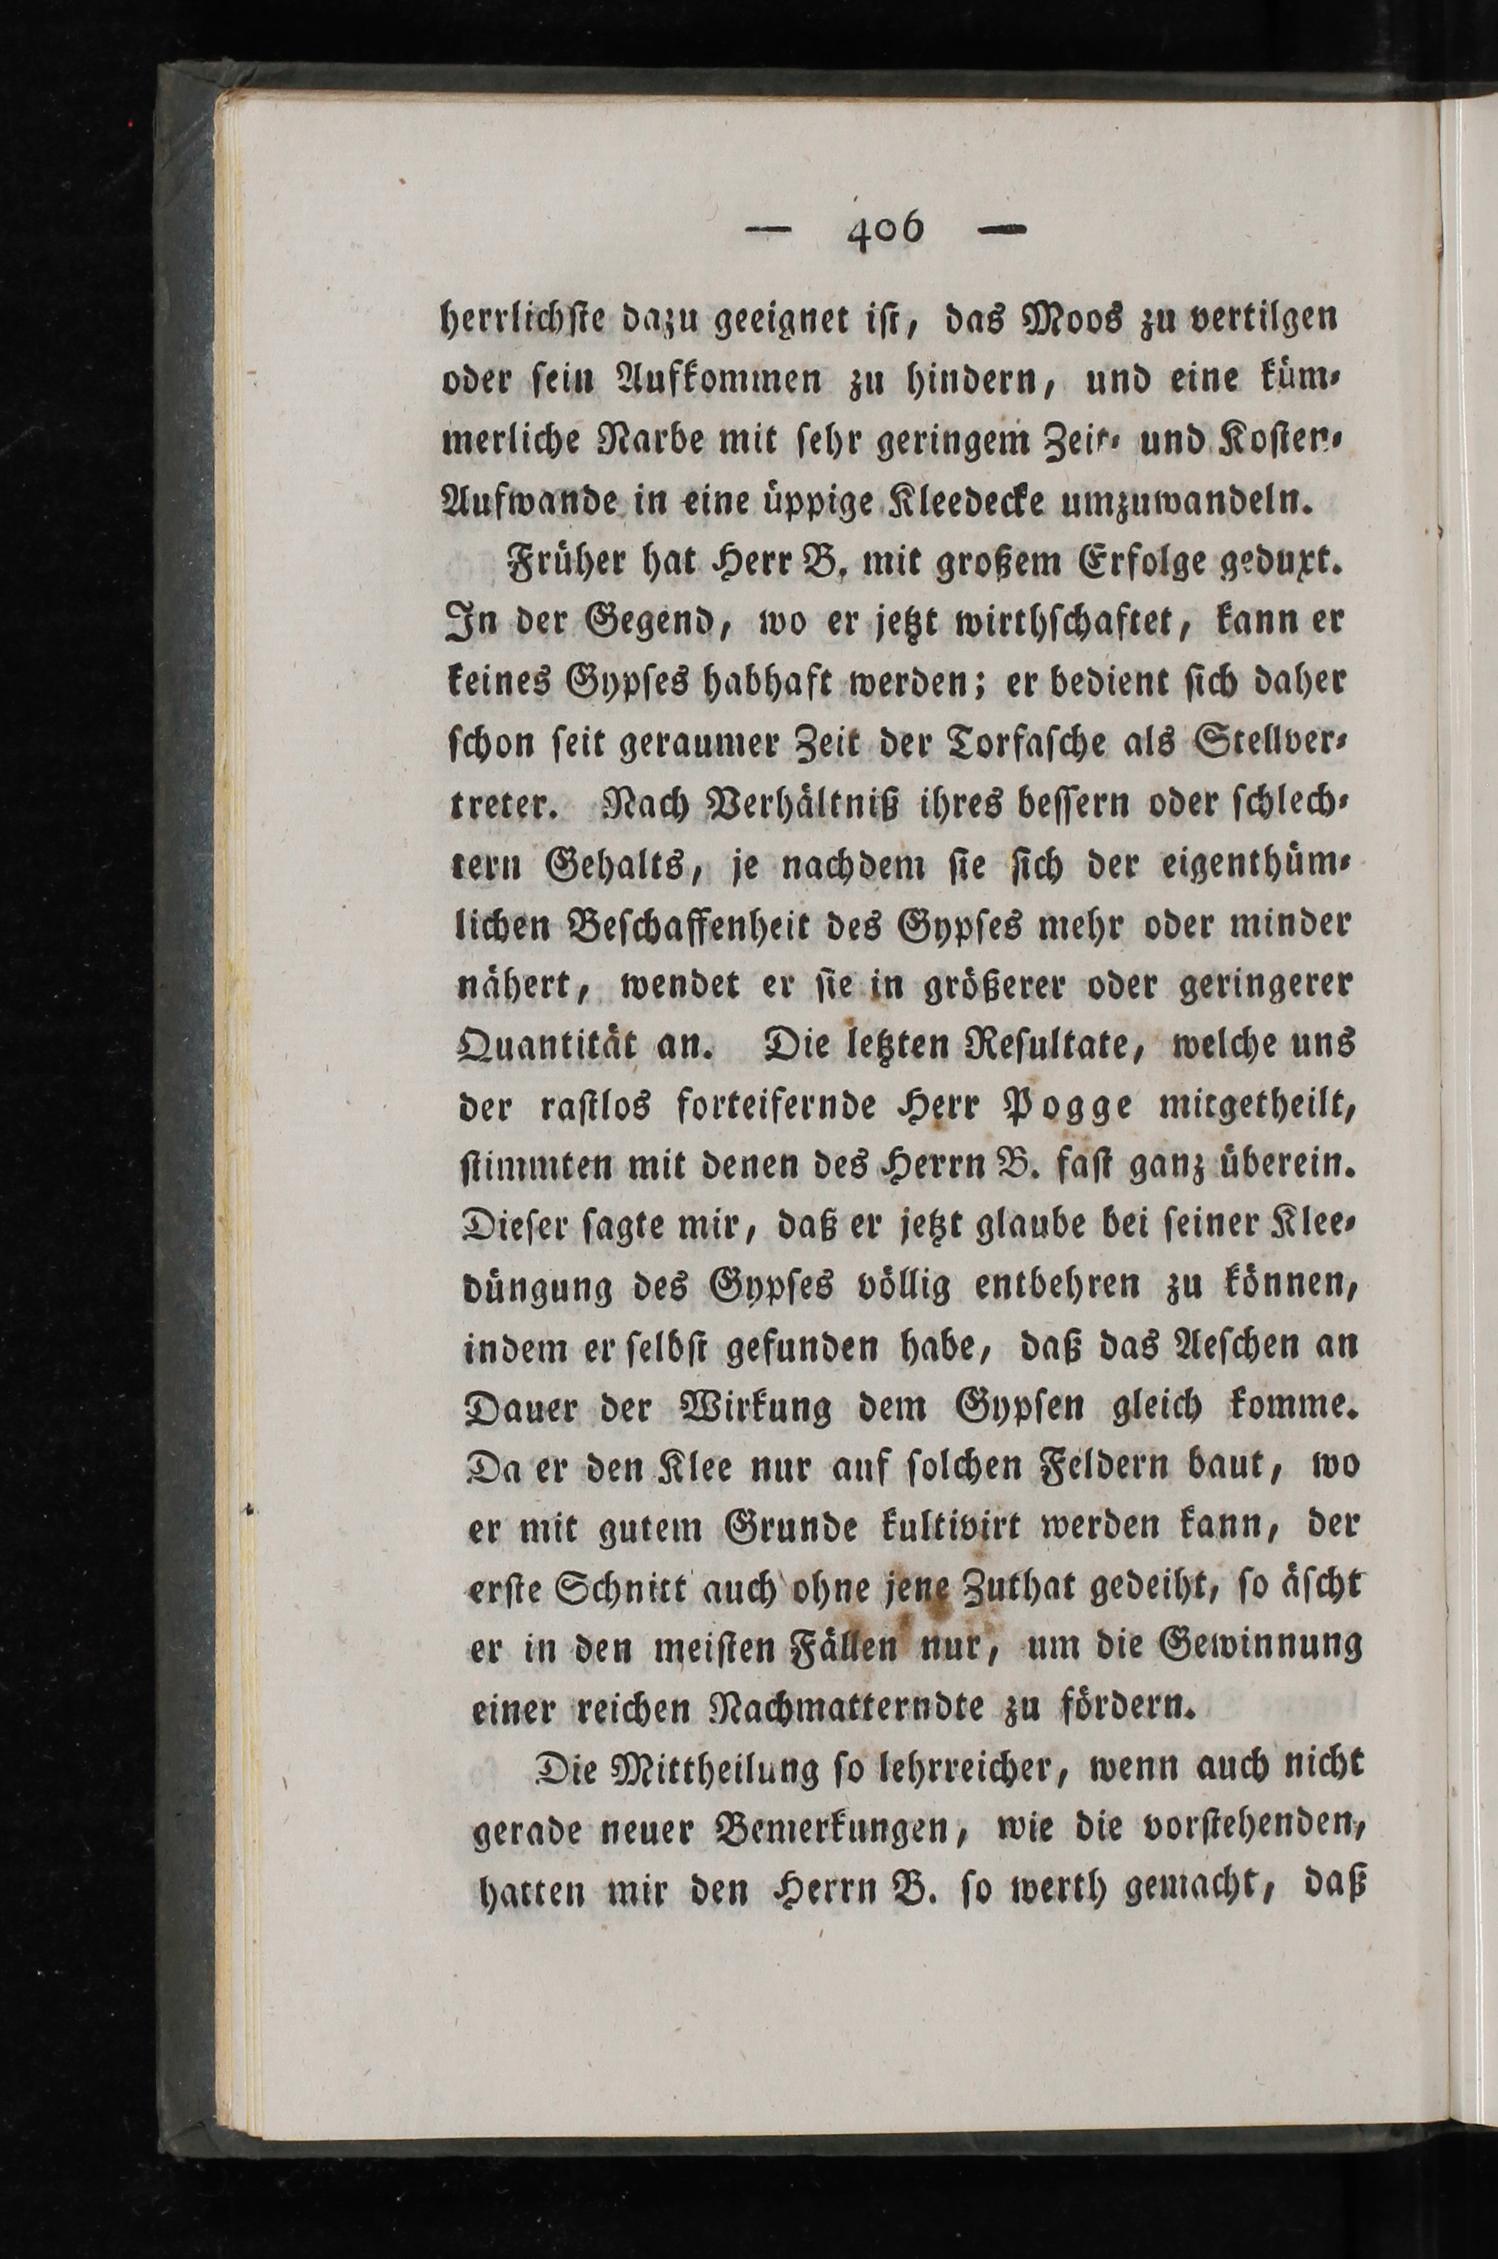 — 406 —
herrlichſte dazu geeignet iſt, das Moos zu vertilgen
oder ſein Aufkommen zu hindern, und eine küm⸗
merliche Narbe mit ſehr geringem Zeit⸗ und Koſten⸗
Aufwande in eine üppige Kleedecke umzuwandeln.
Früher hat Herr B. mit großem Erfolge geduxt.
In der Gegend, wo er jetzt wirthſchaftet, kann er
keines Gypſes habhaft werden; er bedient ſich daher
ſchon ſeit geraumer Zeit der Torfaſche als Stellver⸗
treter. Nach Verhältniß ihres beſſern oder ſchlech⸗
tern Gehalts, je nachdem ſie ſich der eigenthüm⸗
lichen Beſchaffenheit des Gypſes mehr oder minder
nähert, wendet er ſie in größerer oder geringerer
Quantität an. Die letzten Reſultate, welche uns
der raſtlos forteifernde Herr Pogge mitgetheilt,
ſtimmten mit denen des Herrn B. faſt ganz überein.
Dieſer ſagte mir, daß er jetzt glaube bei ſeiner Klee⸗
düngung des Gypſes völlig entbehren zu können,
indem er ſelbſt gefunden habe, daß das Aeſchen an
Dauer der Wirkung dem Gypſen gleich komme.
Da er den Klee nur auf ſolchen Feldern baut, wo
er mit gutem Grunde kultivirt werden kann, der
erſte Schnitt auch ohne jene Zuthat gedeiht, ſo äſcht
er in den meiſten Fällen nur, um die Gewinnung
einer reichen Nachmatterndte zu fördern.
Die Mittheilung ſo lehrreicher, wenn auch nicht
gerade neuer Bemerkungen, wie die vorſtehenden,
hatten mir den Herrn B. ſo werth gemacht, daß